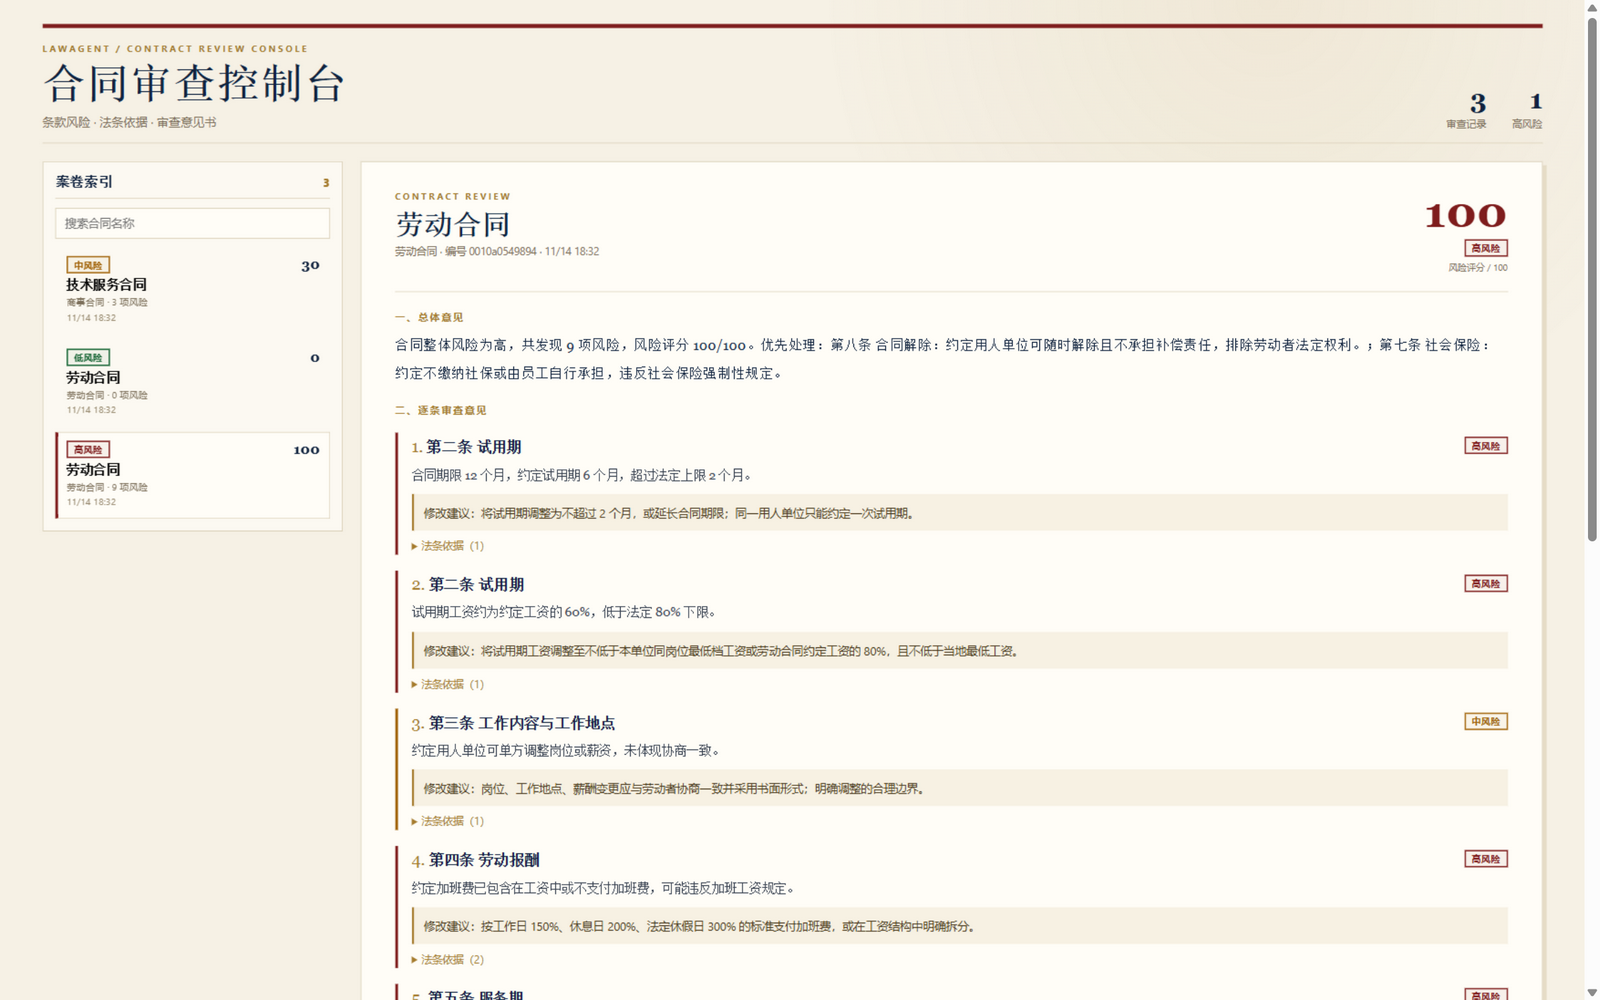 LAWAGENT / CONTRACT REVIEW CONSOLE
合同审查控制台
条款风险 · 法条依据 · 审查意见书
3
审查记录
1
高风险
案卷索引
3
搜索合同名称
中风险
30
技术服务合同
商事合同 · 3 项风险
11/14 18:32
低风险
0
劳动合同
劳动合同 · 0 项风险
11/14 18:32
高风险
100
劳动合同
劳动合同 · 9 项风险
11/14 18:32
CONTRACT REVIEW
劳动合同
劳动合同 · 编号 0010a0549894 · 11/14 18:32
100
高风险
风险评分 / 100
一、总体意见
合同整体风险为高，共发现 9 项风险，风险评分 100/100。优先处理：第八条 合同解除：约定用人单位可随时解除且不承担补偿责任，排除劳动者法定权利。；第七条 社会保险：
约定不缴纳社保或由员工自行承担，违反社会保险强制性规定。
二、逐条审查意见
1. 第二条 试用期
高风险
合同期限 12 个月，约定试用期 6 个月，超过法定上限 2 个月。
修改建议：将试用期调整为不超过 2 个月，或延长合同期限；同一用人单位只能约定一次试用期。
▶ 法条依据（1）
2. 第二条 试用期
高风险
试用期工资约为约定工资的 60%，低于法定 80% 下限。
修改建议：将试用期工资调整至不低于本单位同岗位最低档工资或劳动合同约定工资的 80%，且不低于当地最低工资。
▶ 法条依据（1）
3. 第三条 工作内容与工作地点
中风险
约定用人单位可单方调整岗位或薪资，未体现协商一致。
修改建议：岗位、工作地点、薪酬变更应与劳动者协商一致并采用书面形式；明确调整的合理边界。
▶ 法条依据（1）
4. 第四条 劳动报酬
高风险
约定加班费已包含在工资中或不支付加班费，可能违反加班工资规定。
修改建议：按工作日 150%、休息日 200%、法定休假日 300% 的标准支付加班费，或在工资结构中明确拆分。
▶ 法条依据（2）
5. 第五条 服务期
高风险